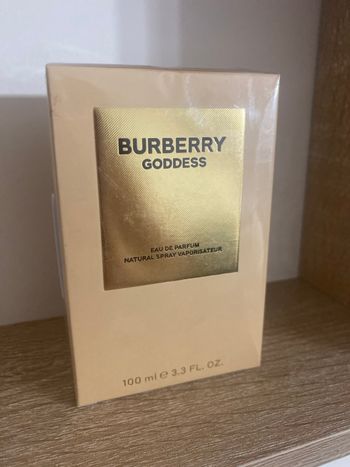 BURBERRY
GODDESS
EAU DE PARFUM
NATURAL SPRAY VAPORISATEUR
100 ml ℮ 3.3 FL. OZ.